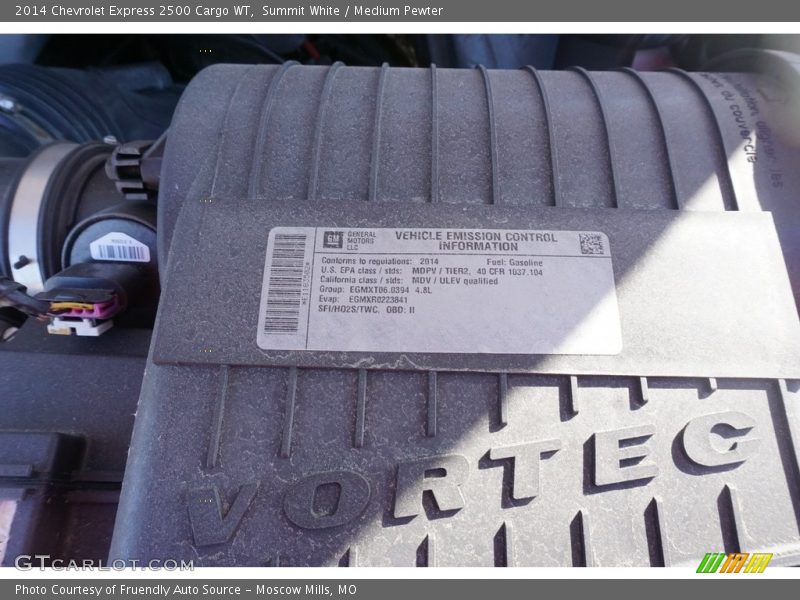 2014 Chevrolet Express 2500 Cargo WT, Summit White / Medium Pewter
GM GENERAL MOTORS LLC
VEHICLE EMISSION CONTROL INFORMATION
Conforms to regulations: 2014 Fuel: Gasoline
U.S. EPA class / stds: MDPV / TIER2, 40 CFR 1037.104
California class / stds: MDV / ULEV qualified
Group: EGMXT06.0394 4.8L
Evap: EGMXR0223841
SFI/HO2S/TWC, OBD: II
VORTEC
GTCARLOT.COM
Photo Courtesy of Fruendly Auto Source – Moscow Mills, MO